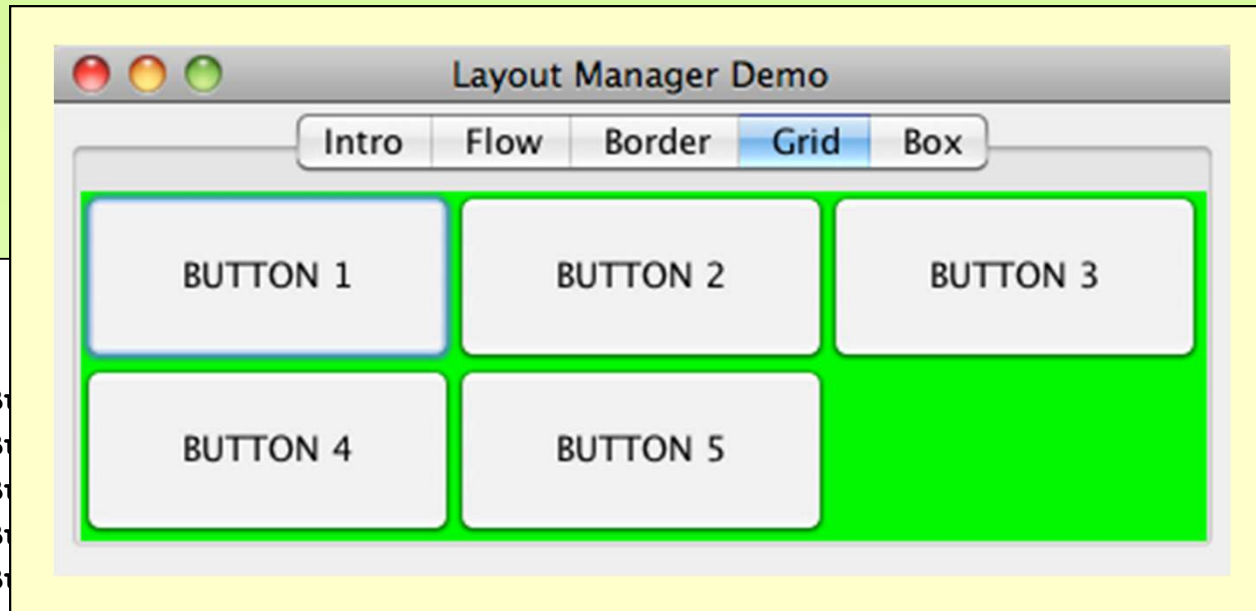 Layout Manager Demo
Intro Flow Border Grid Box
BUTTON 1 BUTTON 2 BUTTON 3
BUTTON 4 BUTTON 5